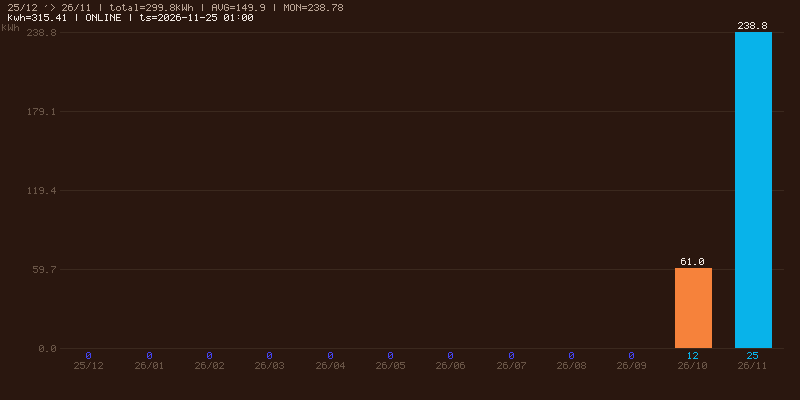 25/12 -> 26/11 | total=299.8kWh | AVG=149.9 | MON=238.78
Kwh=315.41 | ONLINE | ts=2026-11-25 01:00
kWh
238.8
238.8
179.1
119.4
61.0
59.7
0.0
0 0 0 0 0 0 0 0 0 0 12 25
25/12 26/01 26/02 26/03 26/04 26/05 26/06 26/07 26/08 26/09 26/10 26/11